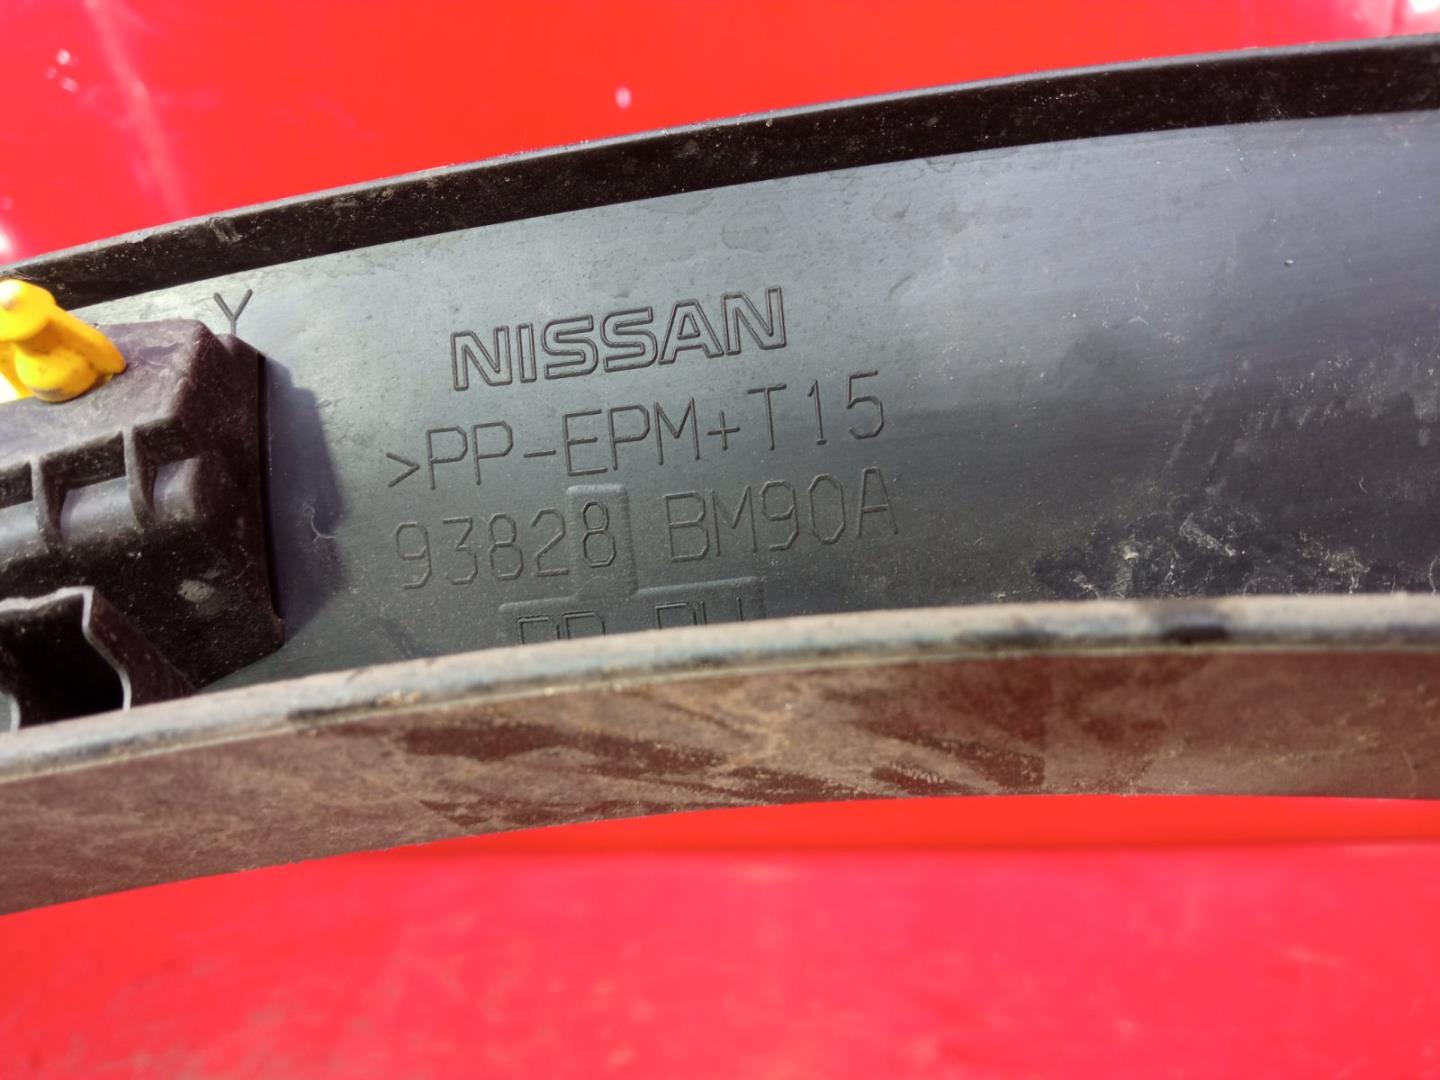 Y
NISSAN
>PP-EPM+T15
93828 BM90A